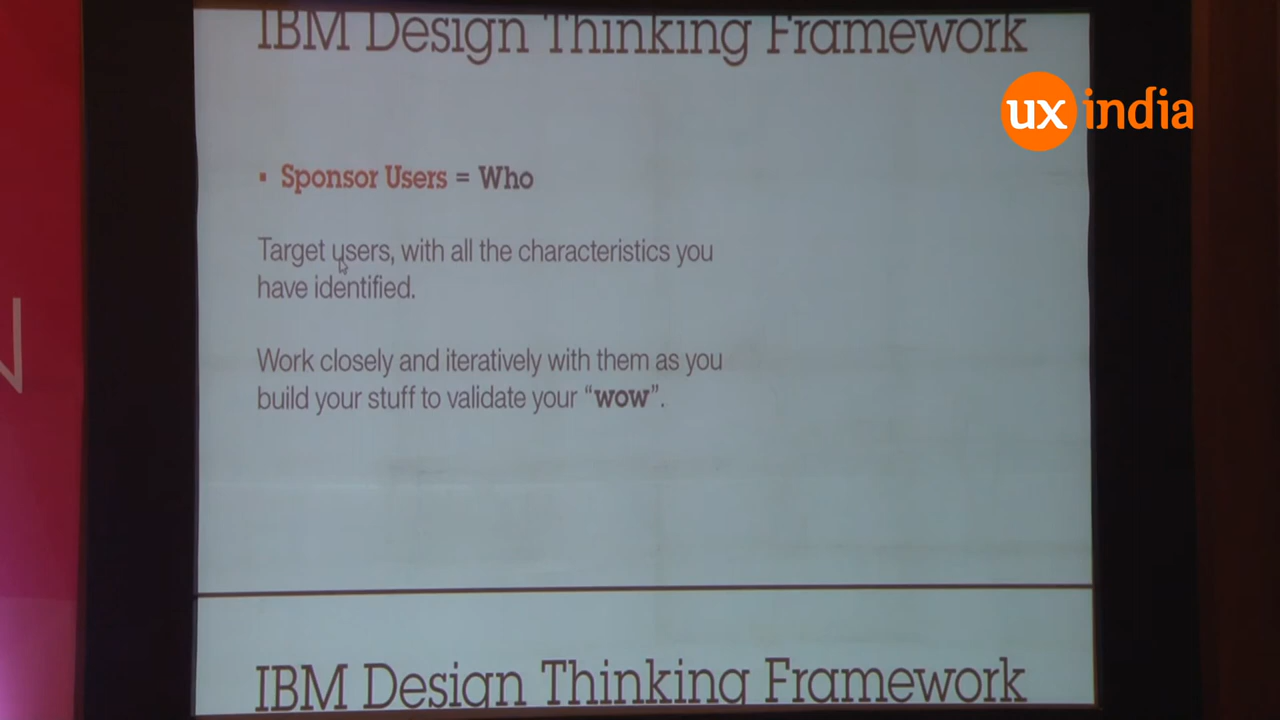 IBM Design Thinking Framework
ux india
▪ Sponsor Users = Who
Target users, with all the characteristics you
have identified.
Work closely and iteratively with them as you
build your stuff to validate your “wow”.
IBM Design Thinking Framework